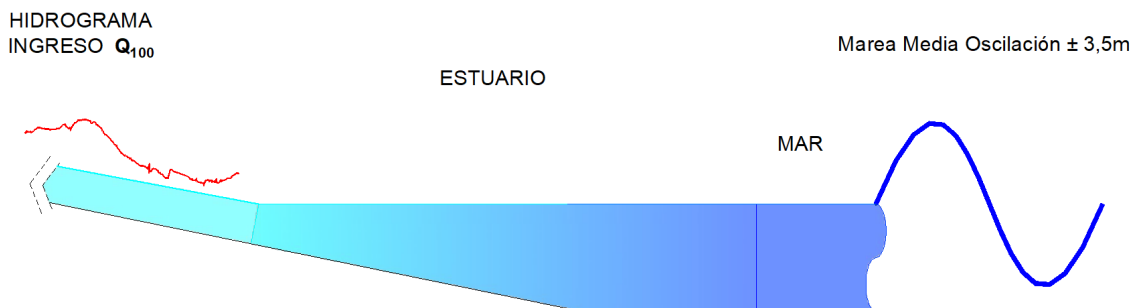 HIDROGRAMA
INGRESO Q100
Marea Media Oscilación ± 3,5m
ESTUARIO
MAR